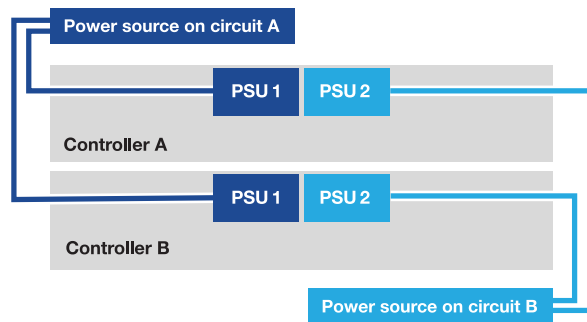 Power source on circuit A
PSU 1 PSU 2
Controller A
PSU 1 PSU 2
Controller B
Power source on circuit B